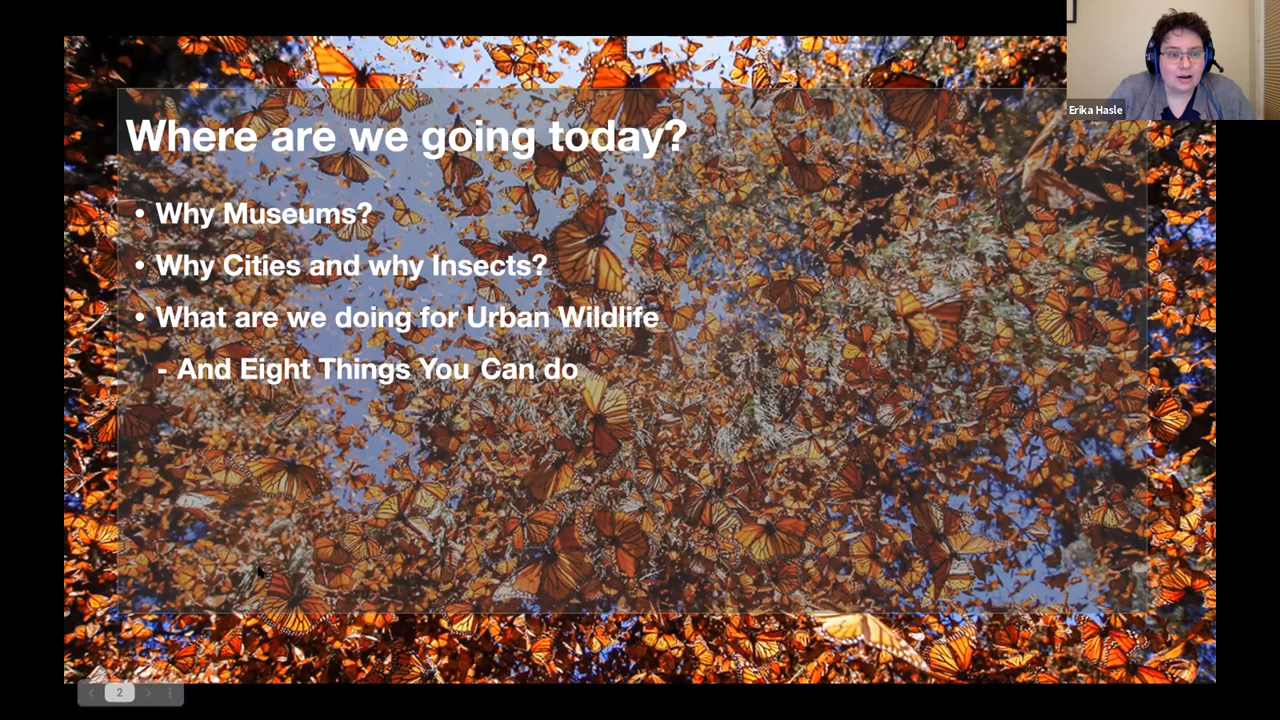 Erika Hasle
Where are we going today?
• Why Museums?
• Why Cities and why Insects?
• What are we doing for Urban Wildlife
- And Eight Things You Can do
2